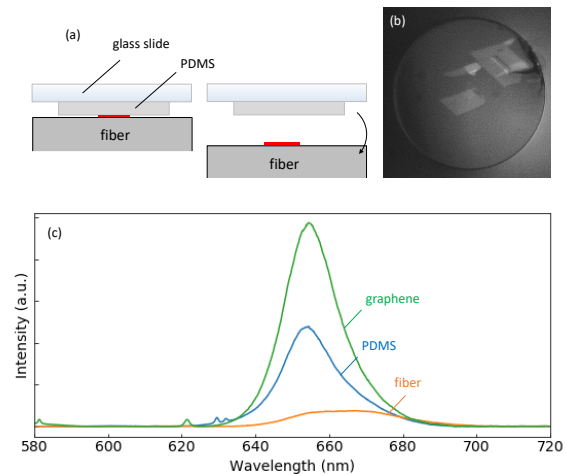 (a)
glass slide
PDMS
fiber
fiber
(b)
(c)
graphene
PDMS
fiber
Intensity (a.u.)
580 600 620 640 660 680 700 720
Wavelength (nm)